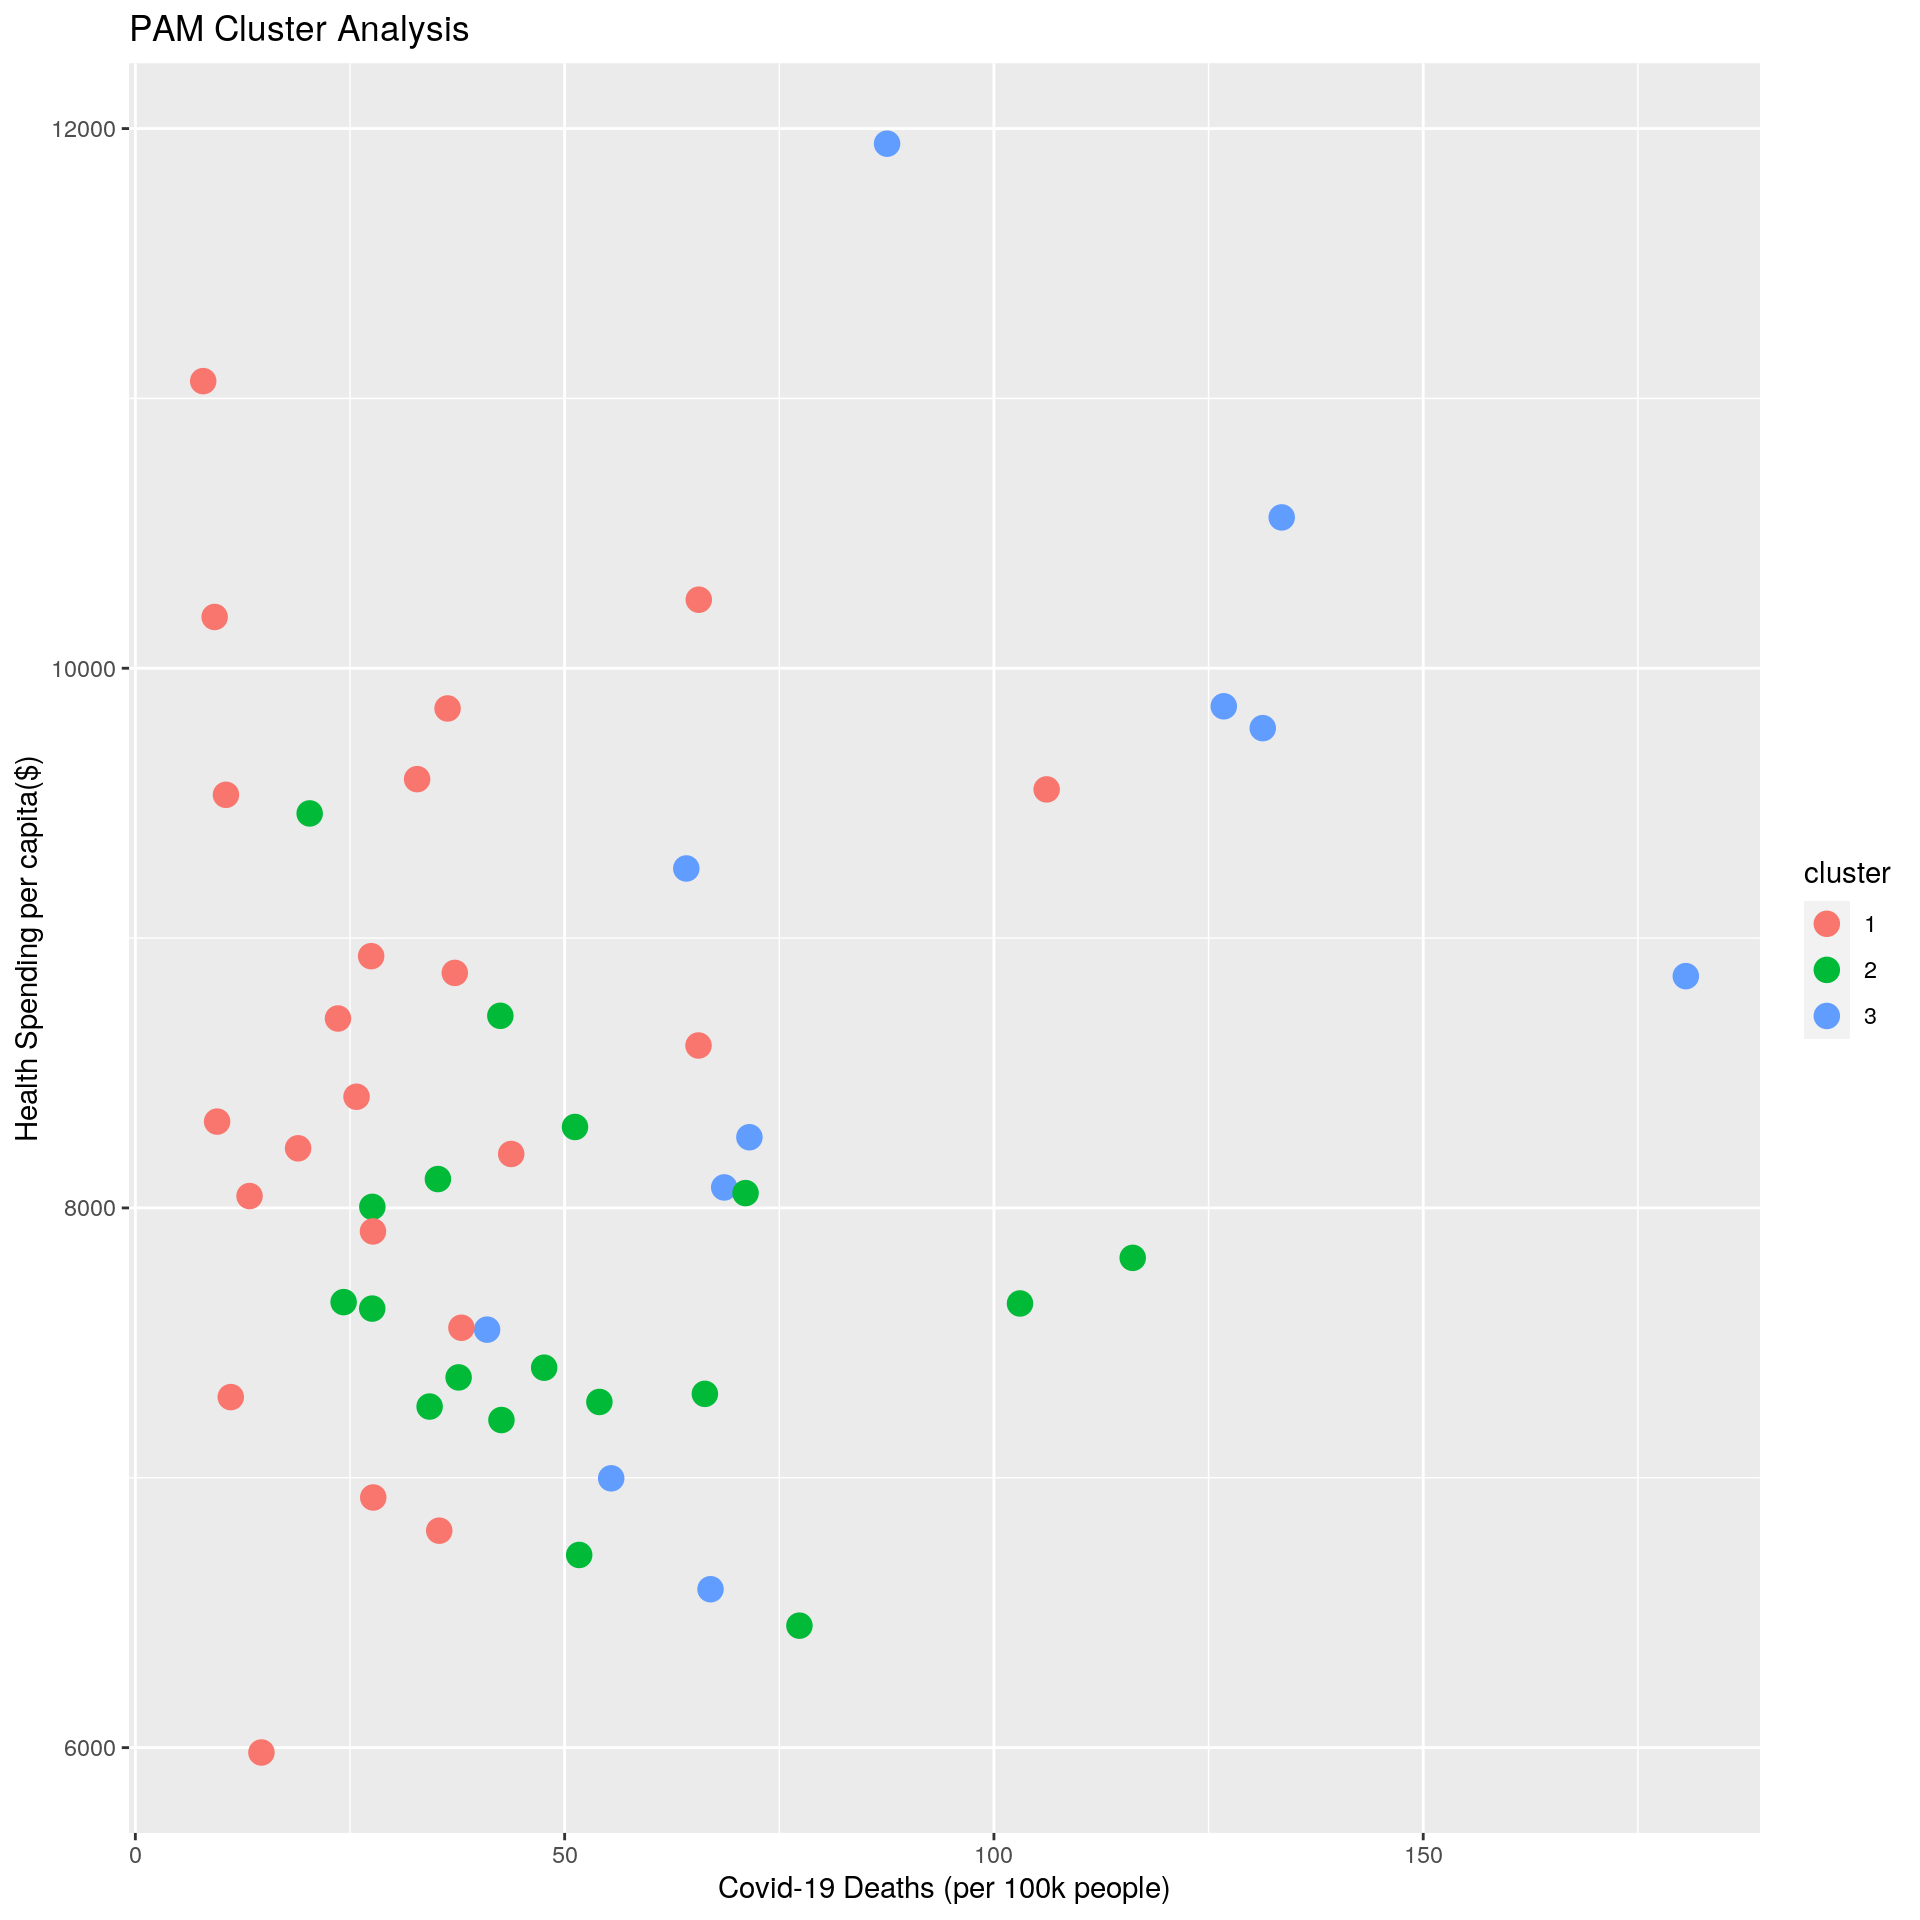 PAM Cluster Analysis
12000
10000
8000
6000
Health Spending per capita($)
0
50
100
150
Covid-19 Deaths (per 100k people)
cluster
1
2
3